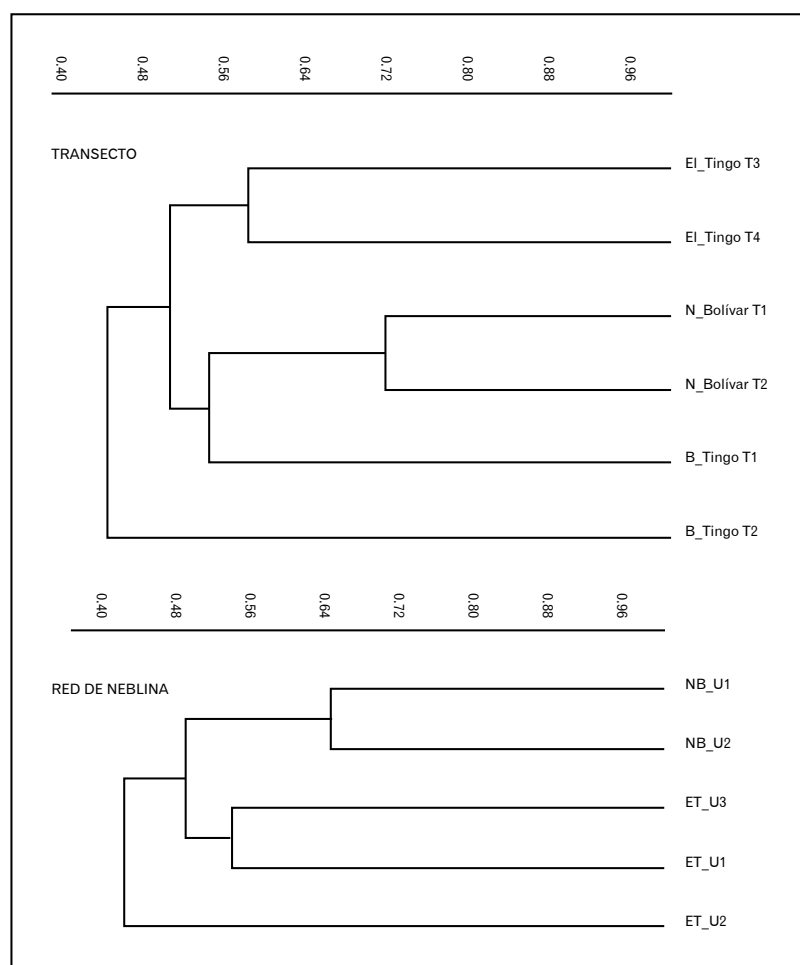 0.40 0.48 0.56 0.64 0.72 0.80 0.88 0.96
TRANSECTO
El_Tingo T3
El_Tingo T4
N_Bolívar T1
N_Bolívar T2
B_Tingo T1
B_Tingo T2
0.40 0.48 0.56 0.64 0.72 0.80 0.88 0.96
RED DE NEBLINA
NB_U1
NB_U2
ET_U3
ET_U1
ET_U2